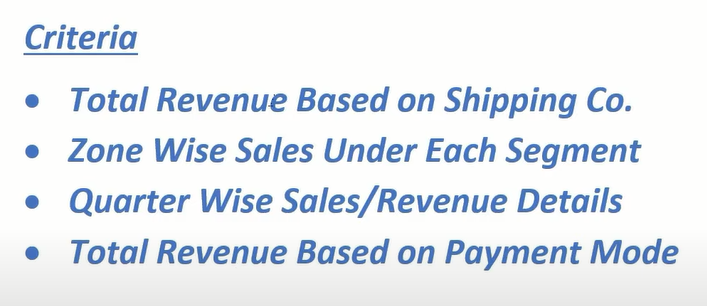 Criteria
• Total Revenue Based on Shipping Co.
• Zone Wise Sales Under Each Segment
• Quarter Wise Sales/Revenue Details
• Total Revenue Based on Payment Mode